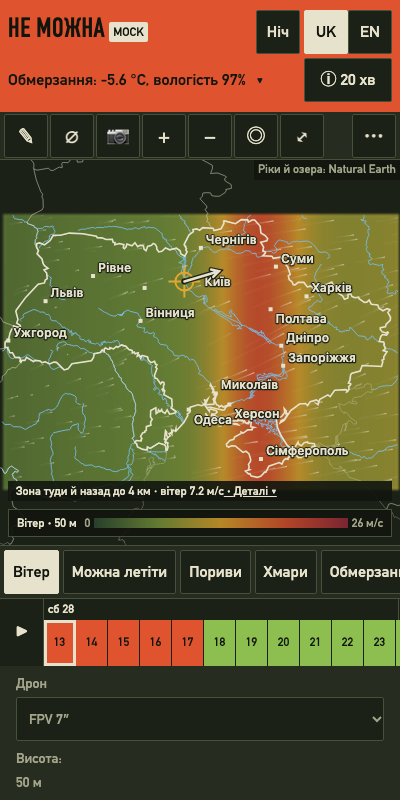 НЕ МОЖНА МОСК
Ніч UK EN
Обмерзання: -5.6 °C, вологість 97% ▾
ⓘ 20 хв
Ріки й озера: Natural Earth
Чернігів
Суми
Рівне
Київ
Харків
Львів
Вінниця
Полтава
Ужгород
Дніпро
Запоріжжя
Миколаїв
Одеса Херсон
Сімферополь
Зона туди й назад до 4 км · вітер 7.2 м/с · Деталі ▾
Вітер · 50 м 0 26 м/с
Вітер Можна летіти Пориви Хмари Обмерзан
сб 28
13 14 15 16 17 18 19 20 21 22 23
Дрон
FPV 7″
Висота:
50 м